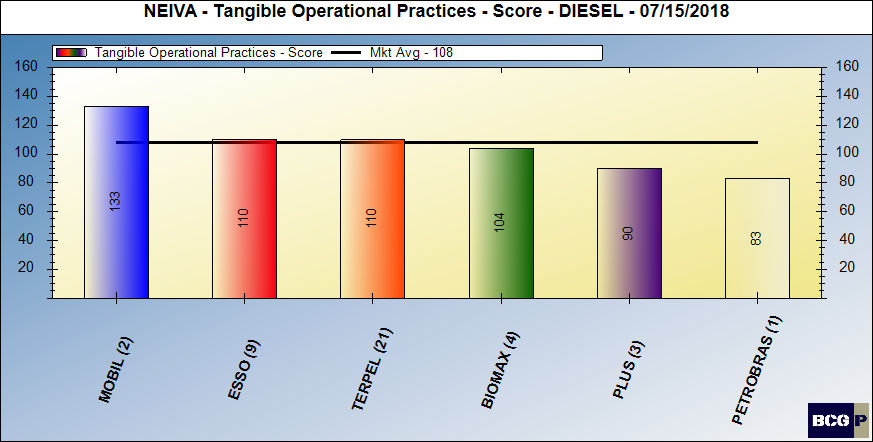 NEIVA - Tangible Operational Practices - Score - DIESEL - 07/15/2018
Tangible Operational Practices - Score
Mkt Avg - 108
160 160
140 140
120 120
100 100
80 80
60 60
40 40
20 20
133
110
110
104
90
83
MOBIL (2)
ESSO (9)
TERPEL (21)
BIOMAX (4)
PLUS (3)
PETROBRAS (1)
BCG P